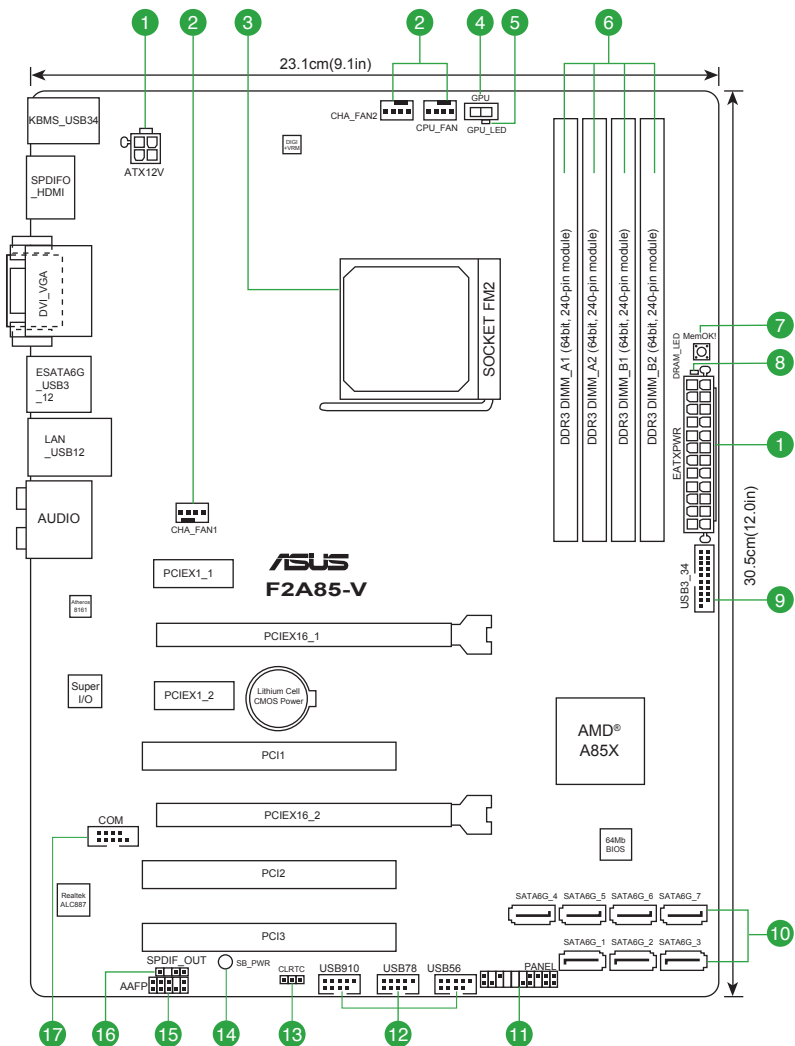 1
2
3
2
4
5
6
23.1cm(9.1in)
KBMS_USB34
ATX12V
DIGI
+VRM
CHA_FAN2
CPU_FAN
GPU
GPU_LED
SPDIFO
_HDMI
DVI_VGA
ESATA6G
_USB3
_12
LAN
_USB12
AUDIO
SOCKET FM2
DDR3 DIMM_A1 (64bit, 240-pin module)
DDR3 DIMM_A2 (64bit, 240-pin module)
DDR3 DIMM_B1 (64bit, 240-pin module)
DDR3 DIMM_B2 (64bit, 240-pin module)
MemOK!
DRAM_LED
7
8
EATXPWR
1
30.5cm(12.0in)
USB3_34
9
2
CHA_FAN1
ASUS
F2A85-V
PCIEX1_1
Atheros
8161
PCIEX16_1
Super
I/O
PCIEX1_2
Lithium Cell
CMOS Power
AMD®
A85X
PCI1
PCIEX16_2
COM
17
64Mb
BIOS
PCI2
Realtek
ALC887
SATA6G_4
SATA6G_5
SATA6G_6
SATA6G_7
10
PCI3
SATA6G_1
SATA6G_2
SATA6G_3
SPDIF_OUT
AAFP
SB_PWR
CLRTC
USB910
USB78
USB56
PANEL
16
15
14
13
12
11